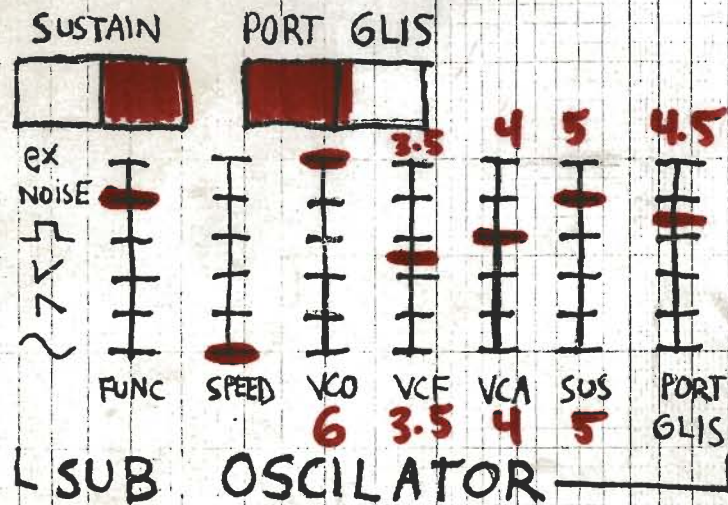 SUSTAIN PORT GLIS
3.5 4 5 4.5
ex
NOISE
FUNC SPEED VCO VCF VCA SUS PORT
6 3.5 4 5 GLIS
SUB OSCILATOR